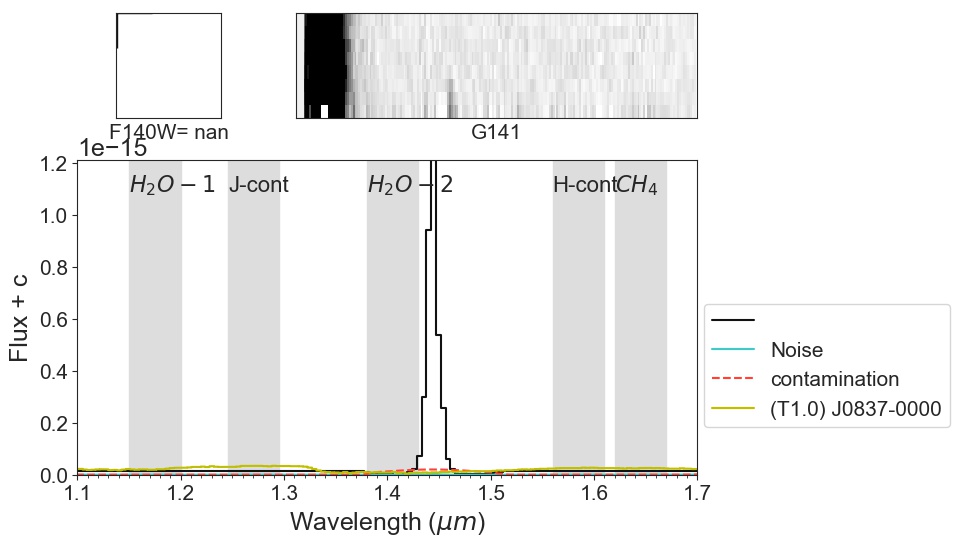 F140W= nan
G141
1e−15
H₂O − 1
J-cont
H₂O − 2
H-cont
CH₄
1.2
1.0
0.8
0.6
0.4
0.2
0.0
Flux + c
1.1
1.2
1.3
1.4
1.5
1.6
1.7
Wavelength (μm)
Noise
contamination
(T1.0) J0837-0000